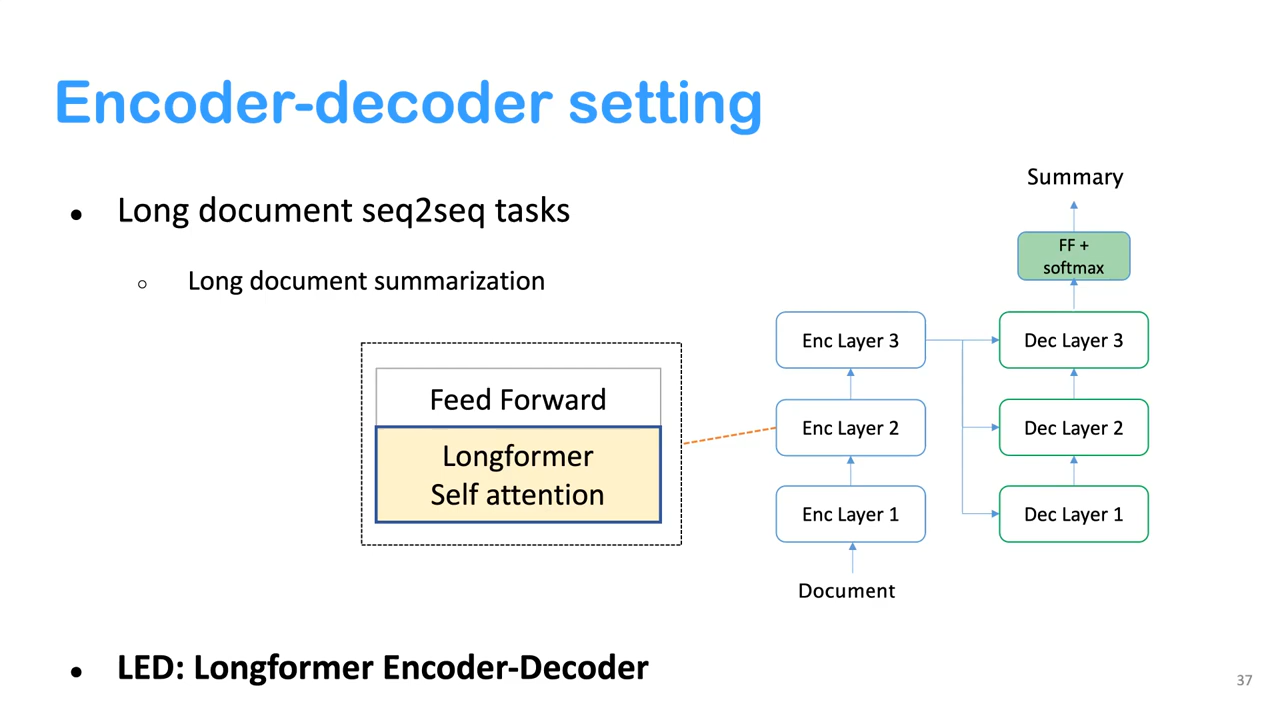 Encoder-decoder setting
Long document seq2seq tasks
Long document summarization
Feed Forward
Longformer
Self attention
Enc Layer 3
Enc Layer 2
Enc Layer 1
Document
Summary
FF +
softmax
Dec Layer 3
Dec Layer 2
Dec Layer 1
LED: Longformer Encoder-Decoder
37